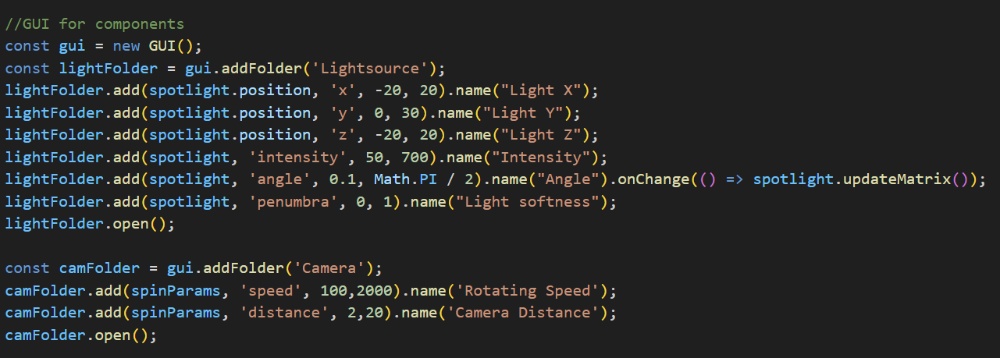 //GUI for components
const gui = new GUI();
const lightFolder = gui.addFolder('Lightsource');
lightFolder.add(spotlight.position, 'x', -20, 20).name("Light X");
lightFolder.add(spotlight.position, 'y', 0, 30).name("Light Y");
lightFolder.add(spotlight.position, 'z', -20, 20).name("Light Z");
lightFolder.add(spotlight, 'intensity', 50, 700).name("Intensity");
lightFolder.add(spotlight, 'angle', 0.1, Math.PI / 2).name("Angle").onChange(() => spotlight.updateMatrix());
lightFolder.add(spotlight, 'penumbra', 0, 1).name("Light softness");
lightFolder.open();
const camFolder = gui.addFolder('Camera');
camFolder.add(spinParams, 'speed', 100,2000).name('Rotating Speed');
camFolder.add(spinParams, 'distance', 2,20).name('Camera Distance');
camFolder.open();